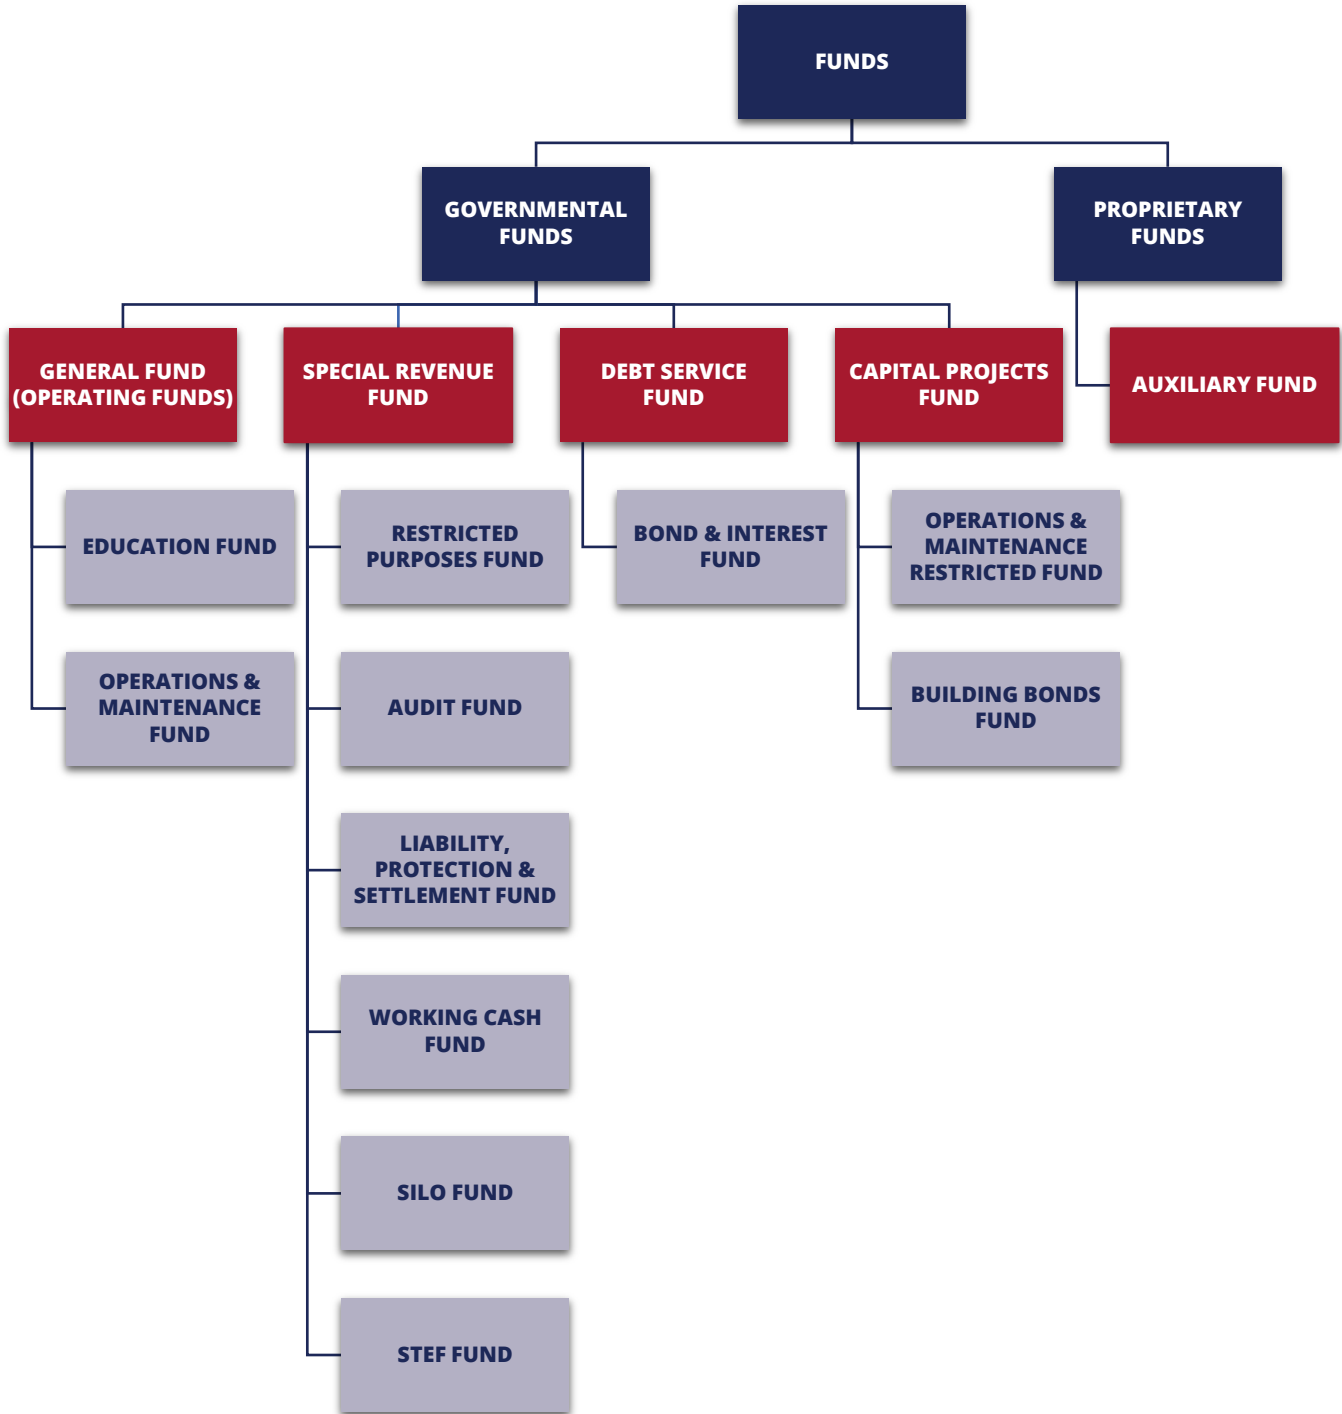 FUNDS
GOVERNMENTAL
FUNDS
PROPRIETARY
FUNDS
GENERAL FUND
(OPERATING FUNDS)
SPECIAL REVENUE
FUND
DEBT SERVICE
FUND
CAPITAL PROJECTS
FUND
AUXILIARY FUND
EDUCATION FUND
OPERATIONS &
MAINTENANCE
FUND
RESTRICTED
PURPOSES FUND
AUDIT FUND
LIABILITY,
PROTECTION &
SETTLEMENT FUND
WORKING CASH
FUND
SILO FUND
STEF FUND
BOND & INTEREST
FUND
OPERATIONS &
MAINTENANCE
RESTRICTED FUND
BUILDING BONDS
FUND